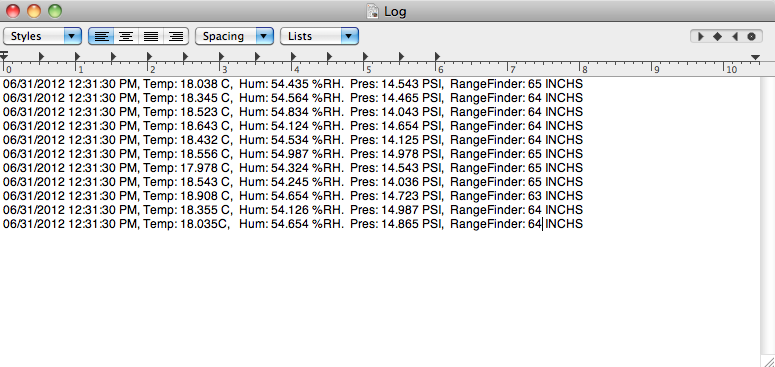 Log
Styles Spacing Lists
0 1 2 3 4 5 6 7 8 9 10
06/31/2012 12:31:30 PM, Temp: 18.038 C, Hum: 54.435 %RH. Pres: 14.543 PSI, RangeFinder: 65 INCHS
06/31/2012 12:31:30 PM, Temp: 18.345 C, Hum: 54.564 %RH. Pres: 14.465 PSI, RangeFinder: 64 INCHS
06/31/2012 12:31:30 PM, Temp: 18.523 C, Hum: 54.834 %RH. Pres: 14.043 PSI, RangeFinder: 64 INCHS
06/31/2012 12:31:30 PM, Temp: 18.643 C, Hum: 54.124 %RH. Pres: 14.654 PSI, RangeFinder: 64 INCHS
06/31/2012 12:31:30 PM, Temp: 18.432 C, Hum: 54.534 %RH. Pres: 14.125 PSI, RangeFinder: 64 INCHS
06/31/2012 12:31:30 PM, Temp: 18.556 C, Hum: 54.987 %RH. Pres: 14.978 PSI, RangeFinder: 65 INCHS
06/31/2012 12:31:30 PM, Temp: 17.978 C, Hum: 54.324 %RH. Pres: 14.543 PSI, RangeFinder: 65 INCHS
06/31/2012 12:31:30 PM, Temp: 18.543 C, Hum: 54.245 %RH. Pres: 14.036 PSI, RangeFinder: 65 INCHS
06/31/2012 12:31:30 PM, Temp: 18.908 C, Hum: 54.654 %RH. Pres: 14.723 PSI, RangeFinder: 63 INCHS
06/31/2012 12:31:30 PM, Temp: 18.355 C, Hum: 54.126 %RH. Pres: 14.987 PSI, RangeFinder: 64 INCHS
06/31/2012 12:31:30 PM, Temp: 18.035C, Hum: 54.654 %RH. Pres: 14.865 PSI, RangeFinder: 64 INCHS